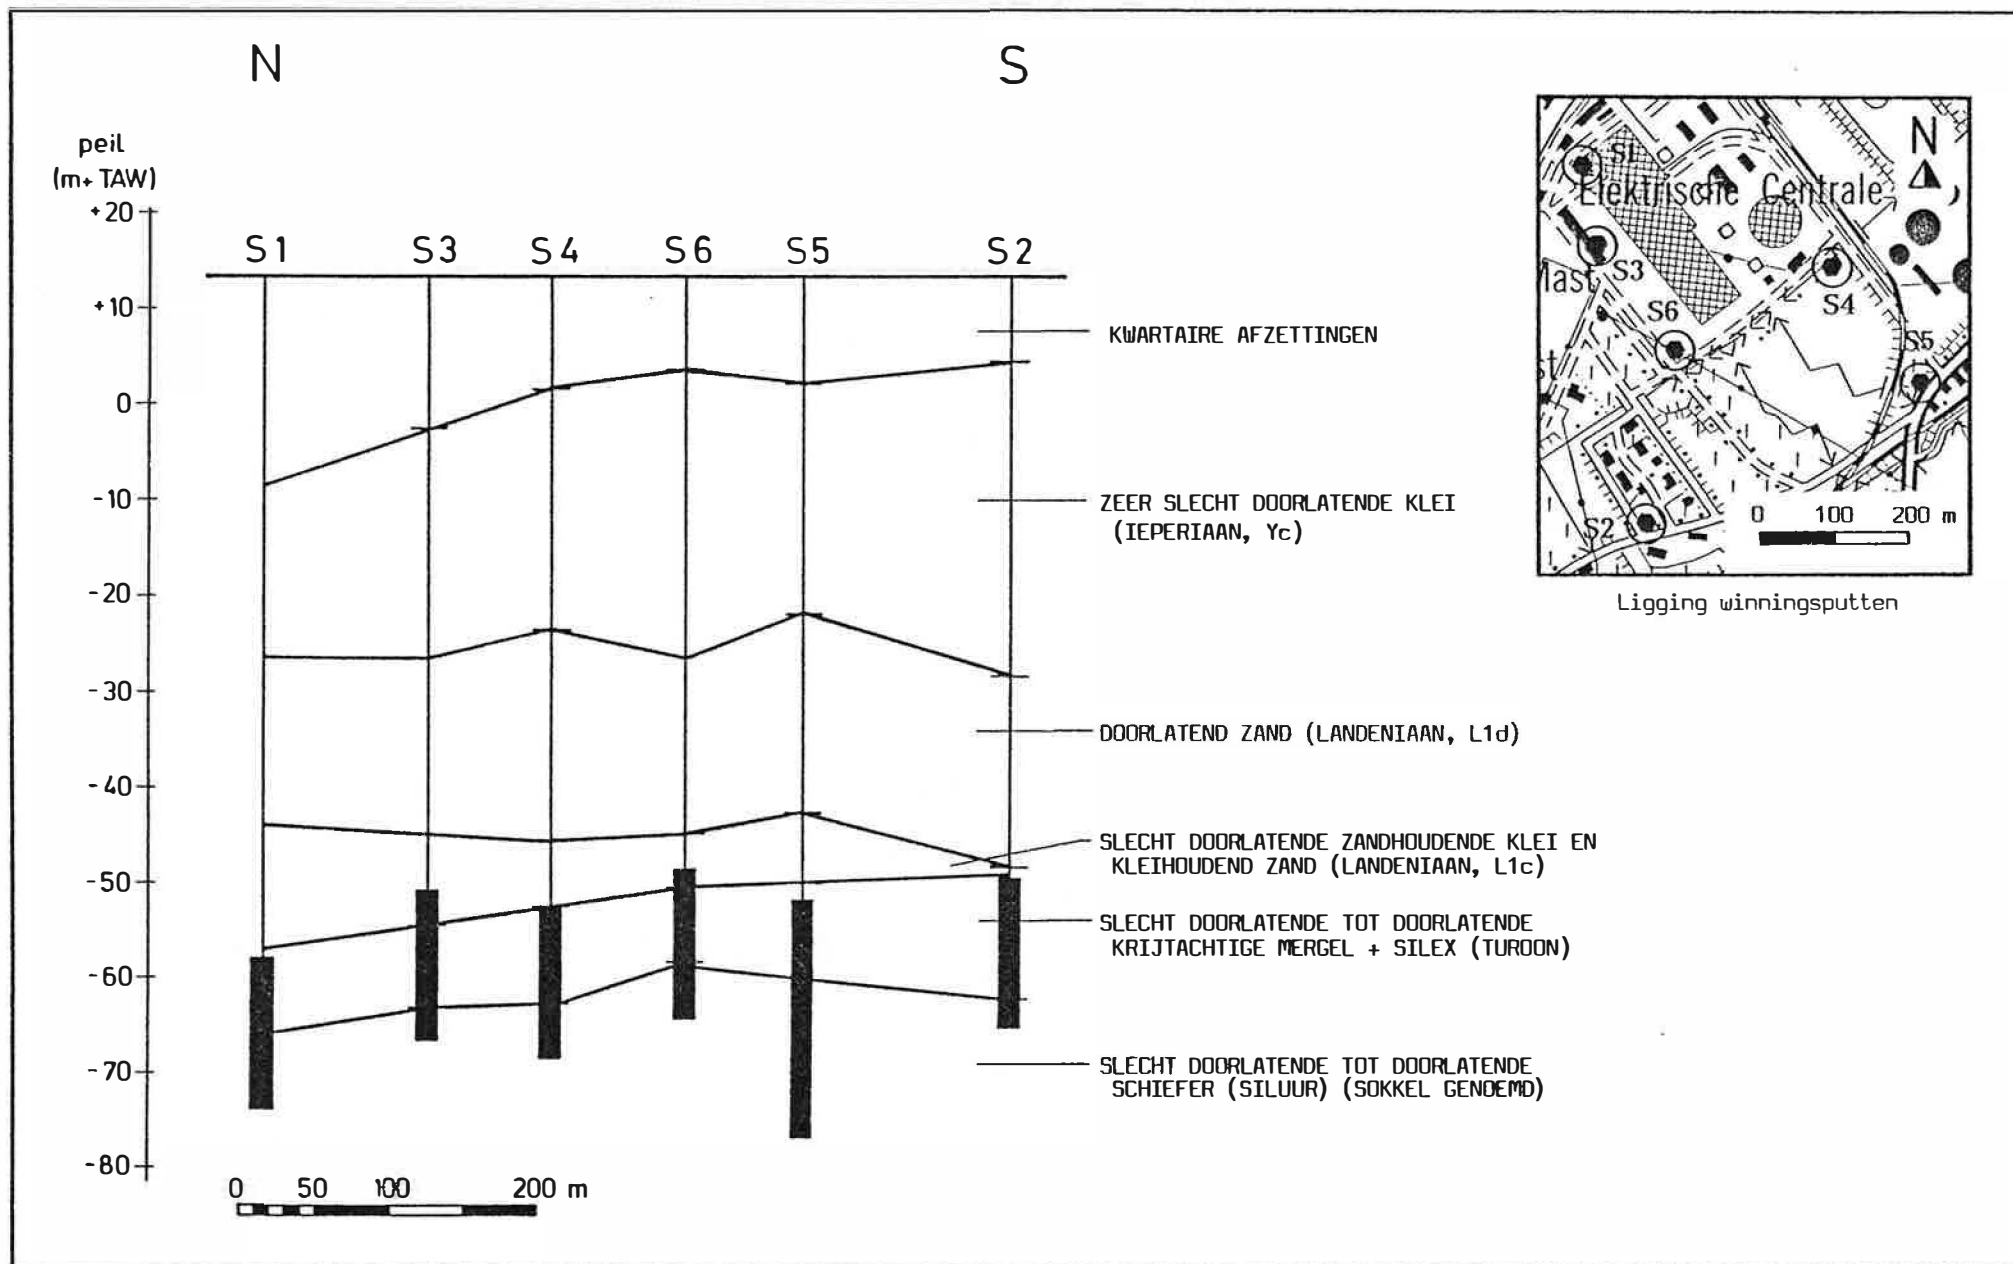 N
S
peil
(m+ TAW)
+20
+10
0
-10
-20
-30
-40
-50
-60
-70
-80
S1 S3 S4 S6 S5 S2
KWARTAIRE AFZETTINGEN
ZEER SLECHT DOORLATENDE KLEI
(IEPERIAAN, Yc)
DOORLATEND ZAND (LANDENIAAN, L1d)
SLECHT DOORLATENDE ZANDHOUDENDE KLEI EN
KLEIHOUDEND ZAND (LANDENIAAN, L1c)
SLECHT DOORLATENDE TOT DOORLATENDE
KRIJTACHTIGE MERGEL + SILEX (TUROON)
SLECHT DOORLATENDE TOT DOORLATENDE
SCHIEFER (SILUUR) (SOKKEL GENOEMD)
0 50 100 200 m
N
S1
Elektrische Centrale
S3
Mast
S4
S6
S5
st
S2
0 100 200 m
Ligging winningsputten